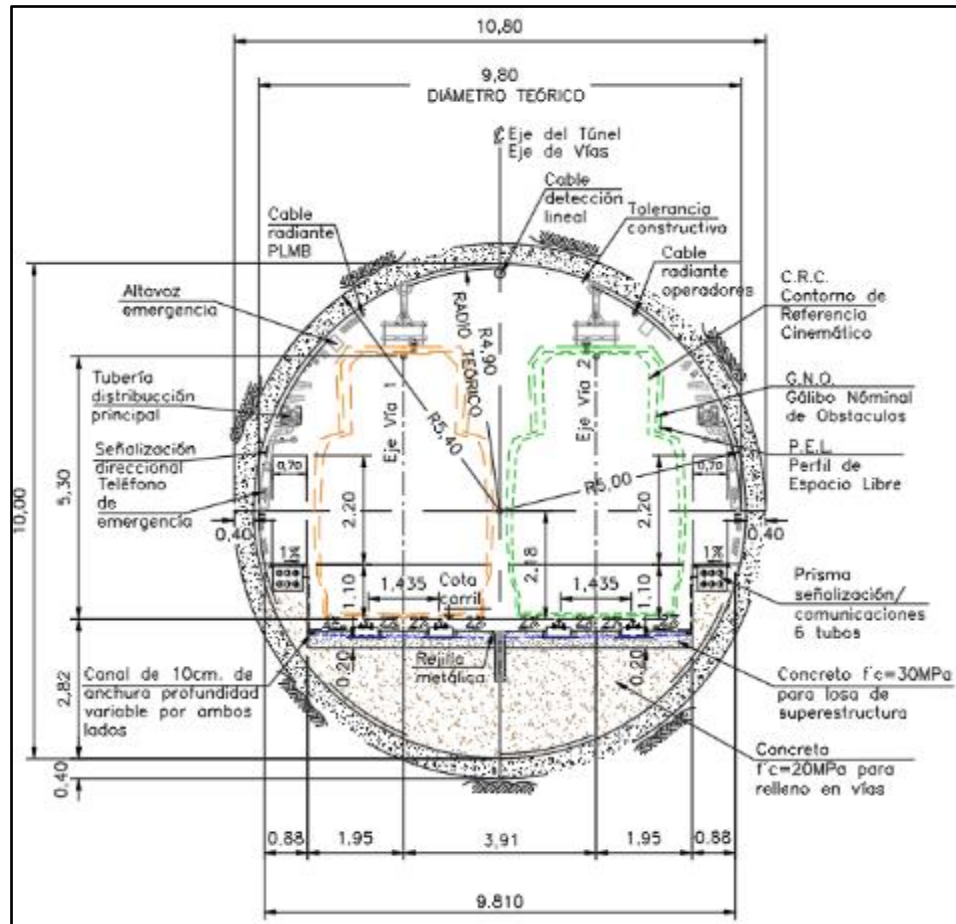 10,80
9,80
DIÁMETRO TEÓRICO
Eje del Túnel
Eje de Vías
Cable
detección
lineal
Tolerancia
constructiva
Cable
radiante
PLMB
Cable
radiante
operadores
Altavoz
emergencia
C.R.C.
Contorno de
Referencia
Cinemático
RADIO TEÓRICO
R4,90
R5,40
R5,00
Tubería
distribucción
principal
Eje Vía 1
Eje Vía 2
G.N.O.
Gálibo Nóminal
de Obstaculos
P.E.L.
Perfil de
Espacio Libre
Señalización
direccional
Teléfono
de
emergencia
0,70
0,70
10,00
5,30
2,20
2,20
0,40
0,40
2,18
1%
1%
1,10
1,435
Cota
carril
1,435
1,10
Prisma
señalización/
comunicaciones
6 tubos
2,82
0,20
Rejilla
metálica
0,20
Canal de 10cm. de
anchura profundidad
variable por ambos
lados
Concreto f'c=30MPa
para losa de
superestructura
Concreto
f'c=20MPa para
relleno en vías
0,40
0.88
1.95
3,91
1.95
0.88
9.810